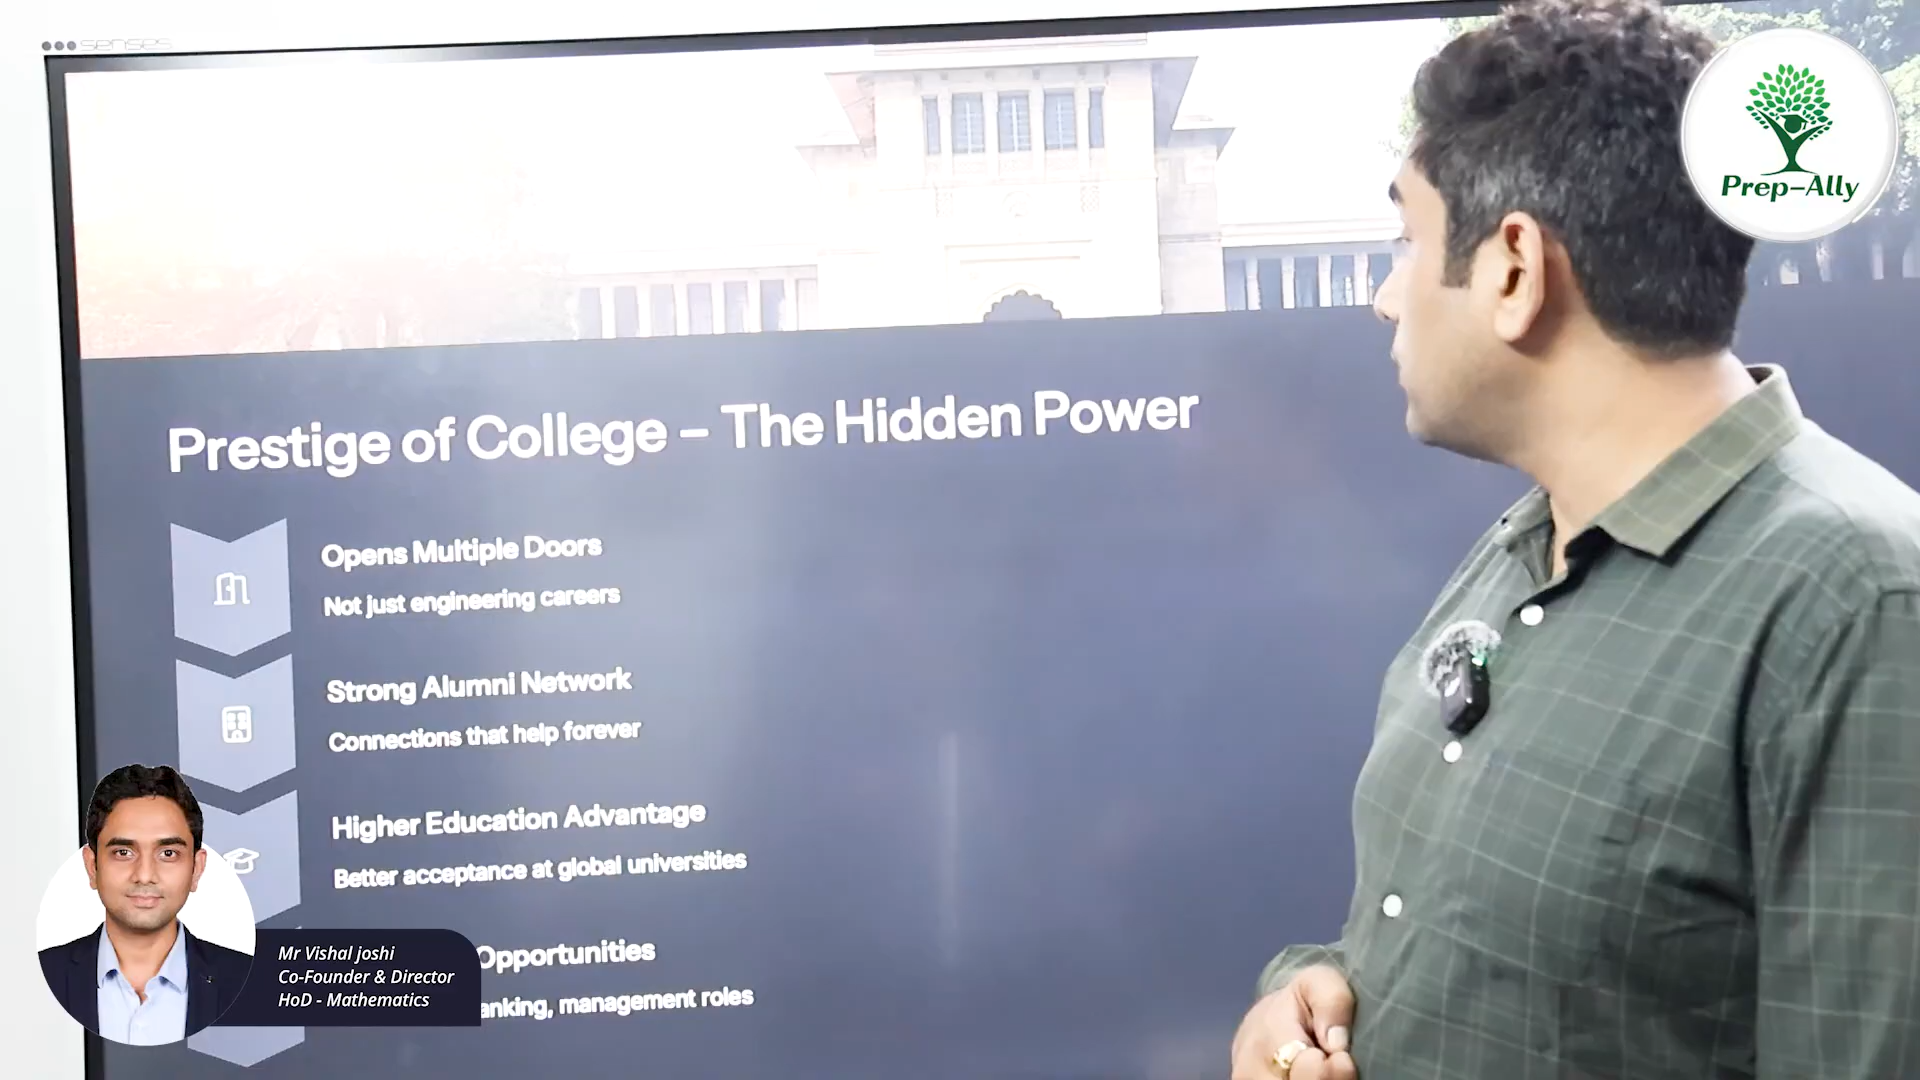 senses
Prep-Ally
Prestige of College – The Hidden Power
Opens Multiple Doors
Not just engineering careers
Strong Alumni Network
Connections that help forever
Higher Education Advantage
Better acceptance at global universities
Opportunities
anking, management roles
Mr Vishal joshi
Co-Founder & Director
HoD - Mathematics